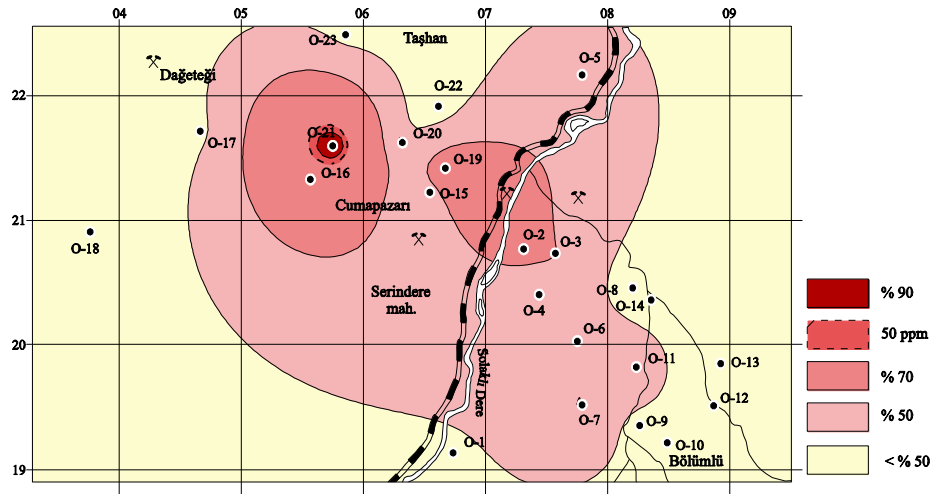 04 05 06 07 08 09
O-23
Taşhan
O-5
Dağeteği
22
O-22
O-17
O-21
O-20
O-19
O-16
O-15
Cumapazarı
21
O-18
O-2
O-3
Serindere
mah.
O-8
O-14
O-4
% 90
O-6
50 ppm
20
O-11
O-13
Solaklı Dere
% 70
O-12
O-7
O-9
% 50
O-1
O-10
Bölümlü
< % 50
19